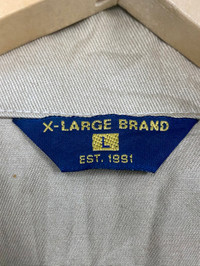 X-LARGE BRAND
L
EST. 1991